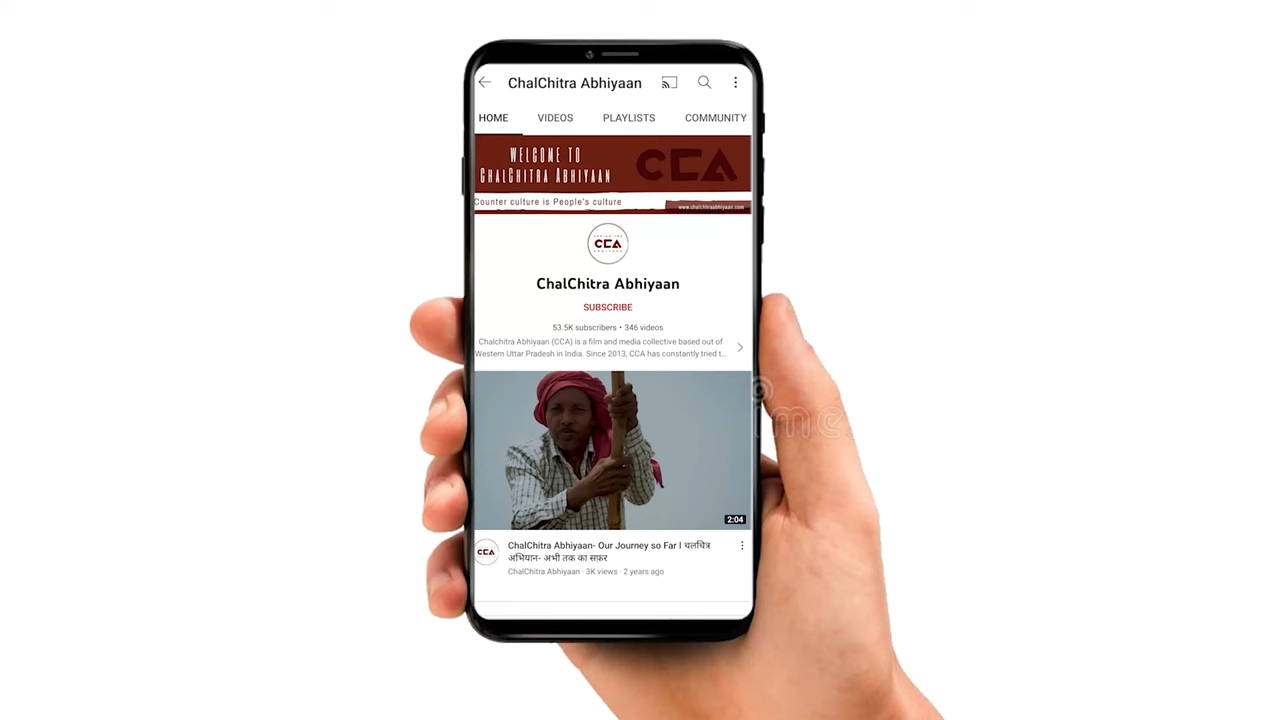 ChalChitra Abhiyaan
HOME VIDEOS PLAYLISTS COMMUNITY
WELCOME TO
CHALCHITRA ABHIYAAN
CCA
Counter culture is People's culture
www.chalchitraabhiyaan.com
CCA
ChalChitra Abhiyaan
SUBSCRIBE
53.5K subscribers • 346 videos
Chalchitra Abhiyaan (CCA) is a film and media collective based out of
Western Uttar Pradesh in India. Since 2013, CCA has constantly tried t...
2:04
CCA
ChalChitra Abhiyaan- Our Journey so Far I चलचित्र
अभियान- अभी तक का सफ़र
ChalChitra Abhiyaan · 3K views · 2 years ago